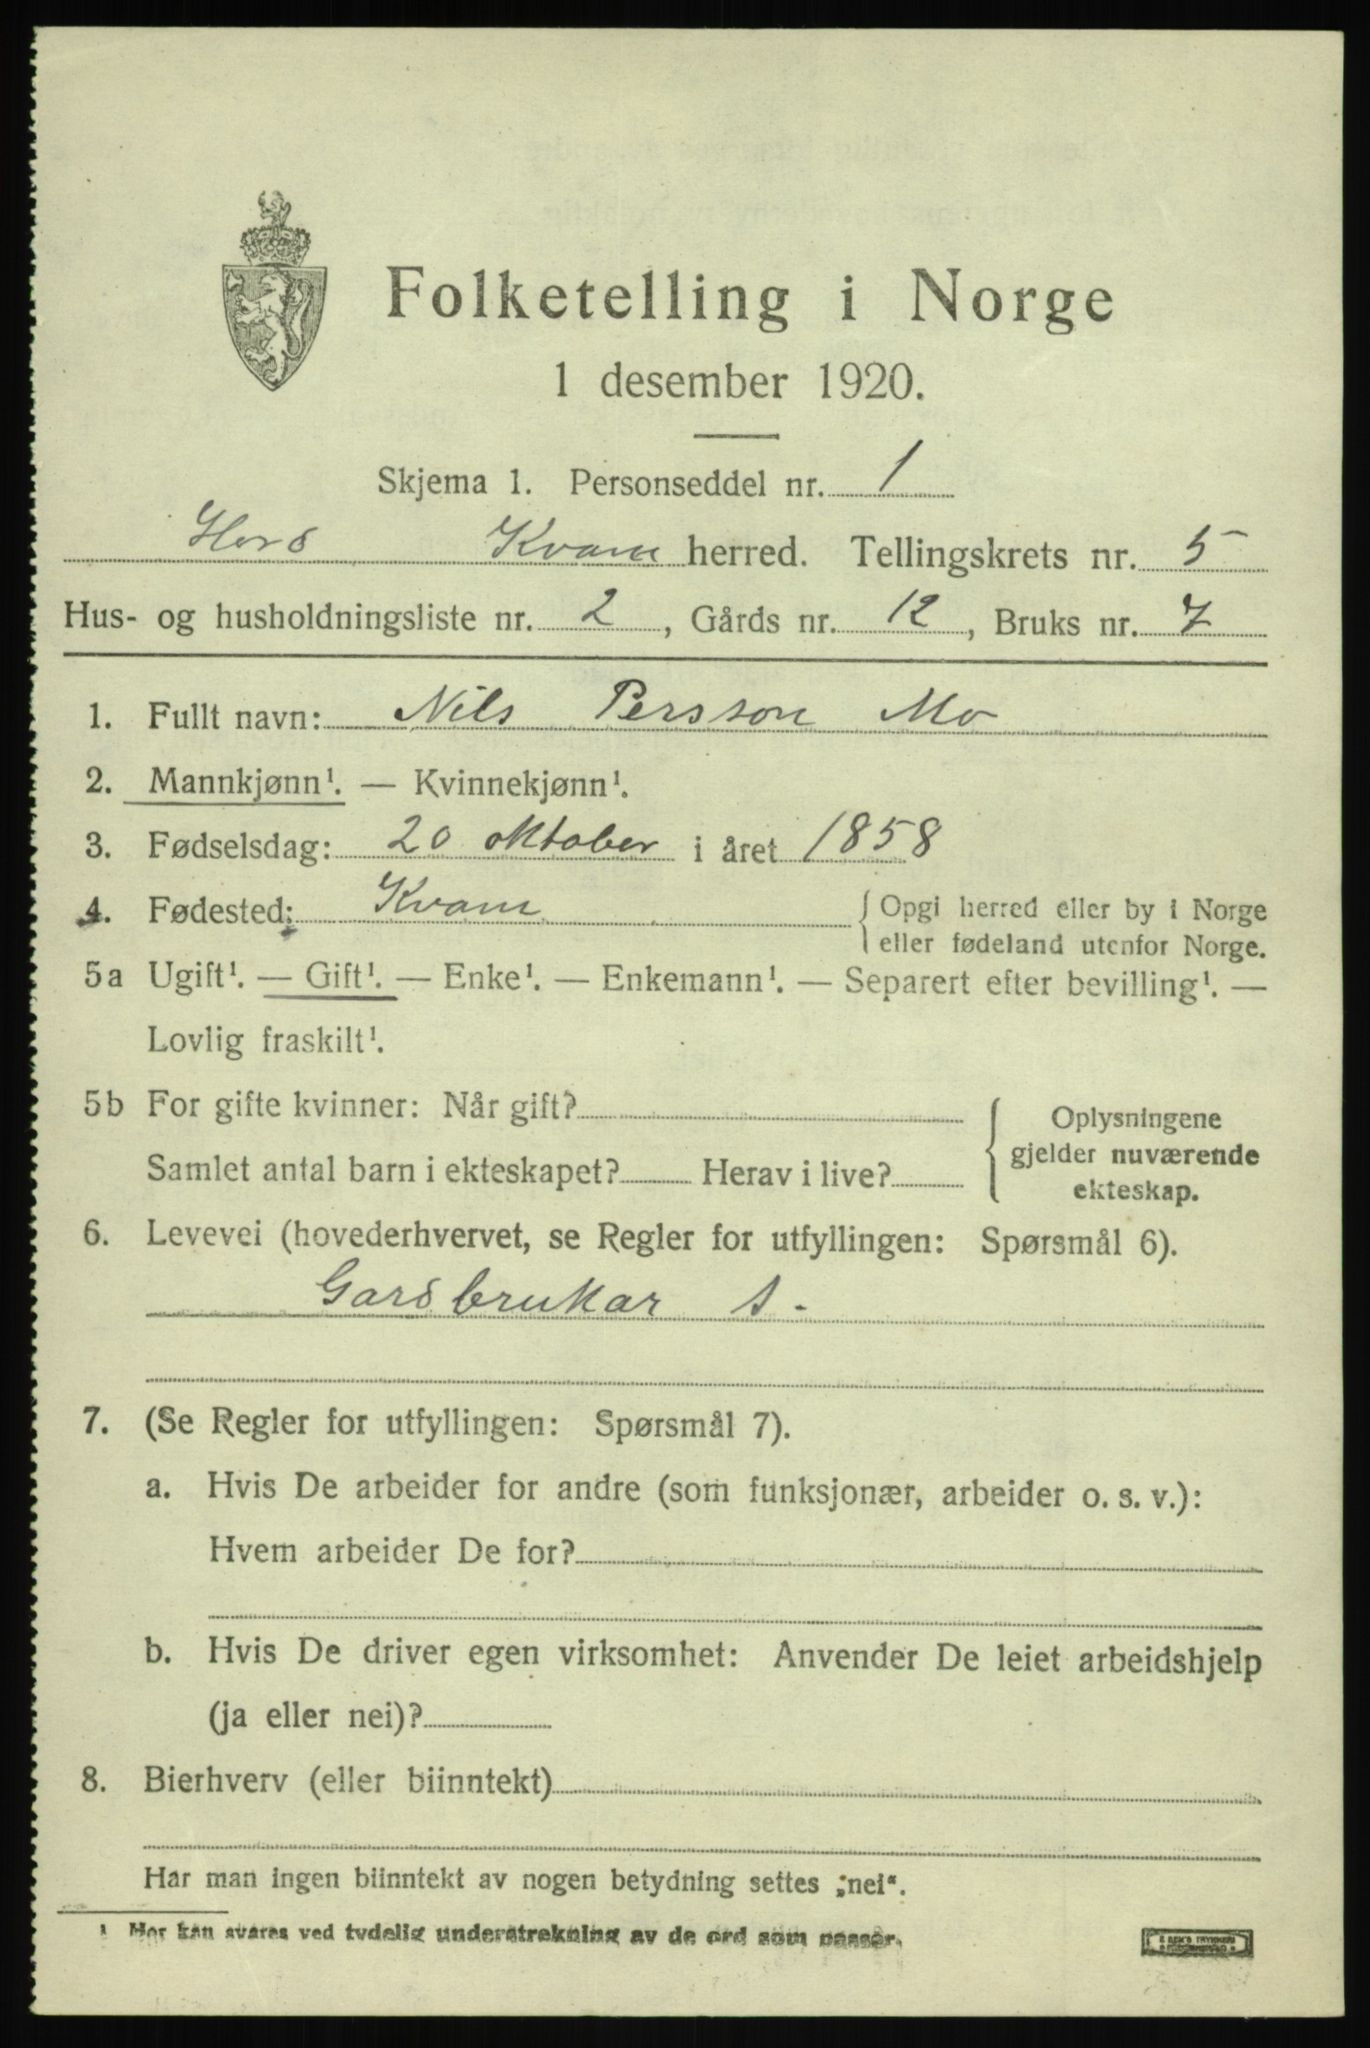 Folketelling i Norge
1 desember 1920.
Skjema 1. Personseddel nr. 1
Hord Kvam herred. Tellingskrets nr. 5
Hus- og husholdningsliste nr. 2, Gårds nr. 12, Bruks nr. 7
1. Fullt navn: Nils Persson Mo
2. Mannkjønn¹. — Kvinnekjønn¹.
3. Fødselsdag: 20 oktober i året 1858
4. Fødested: Kvam {Opgi herred eller by i Norge
eller fødeland utenfor Norge.
5a Ugift¹. — Gift¹. — Enke¹. — Enkemann¹. — Separert efter bevilling¹. —
Lovlig fraskilt¹.
5b For gifte kvinner: Når gift?
Samlet antal barn i ekteskapet? Herav i live?
{Oplysningene
gjelder nuværende
ekteskap.
6. Levevei (hovederhvervet, se Regler for utfyllingen: Spørsmål 6).
Gardbrukar s.
7. (Se Regler for utfyllingen: Spørsmål 7).
a. Hvis De arbeider for andre (som funksjonær, arbeider o. s. v.):
Hvem arbeider De for?
b. Hvis De driver egen virksomhet: Anvender De leiet arbeidshjelp
(ja eller nei)?
8. Bierhverv (eller biinntekt)
Har man ingen biinntekt av nogen betydning settes „nei“.
¹ Her kan svares ved tydelig understrekning av de ord som passer.